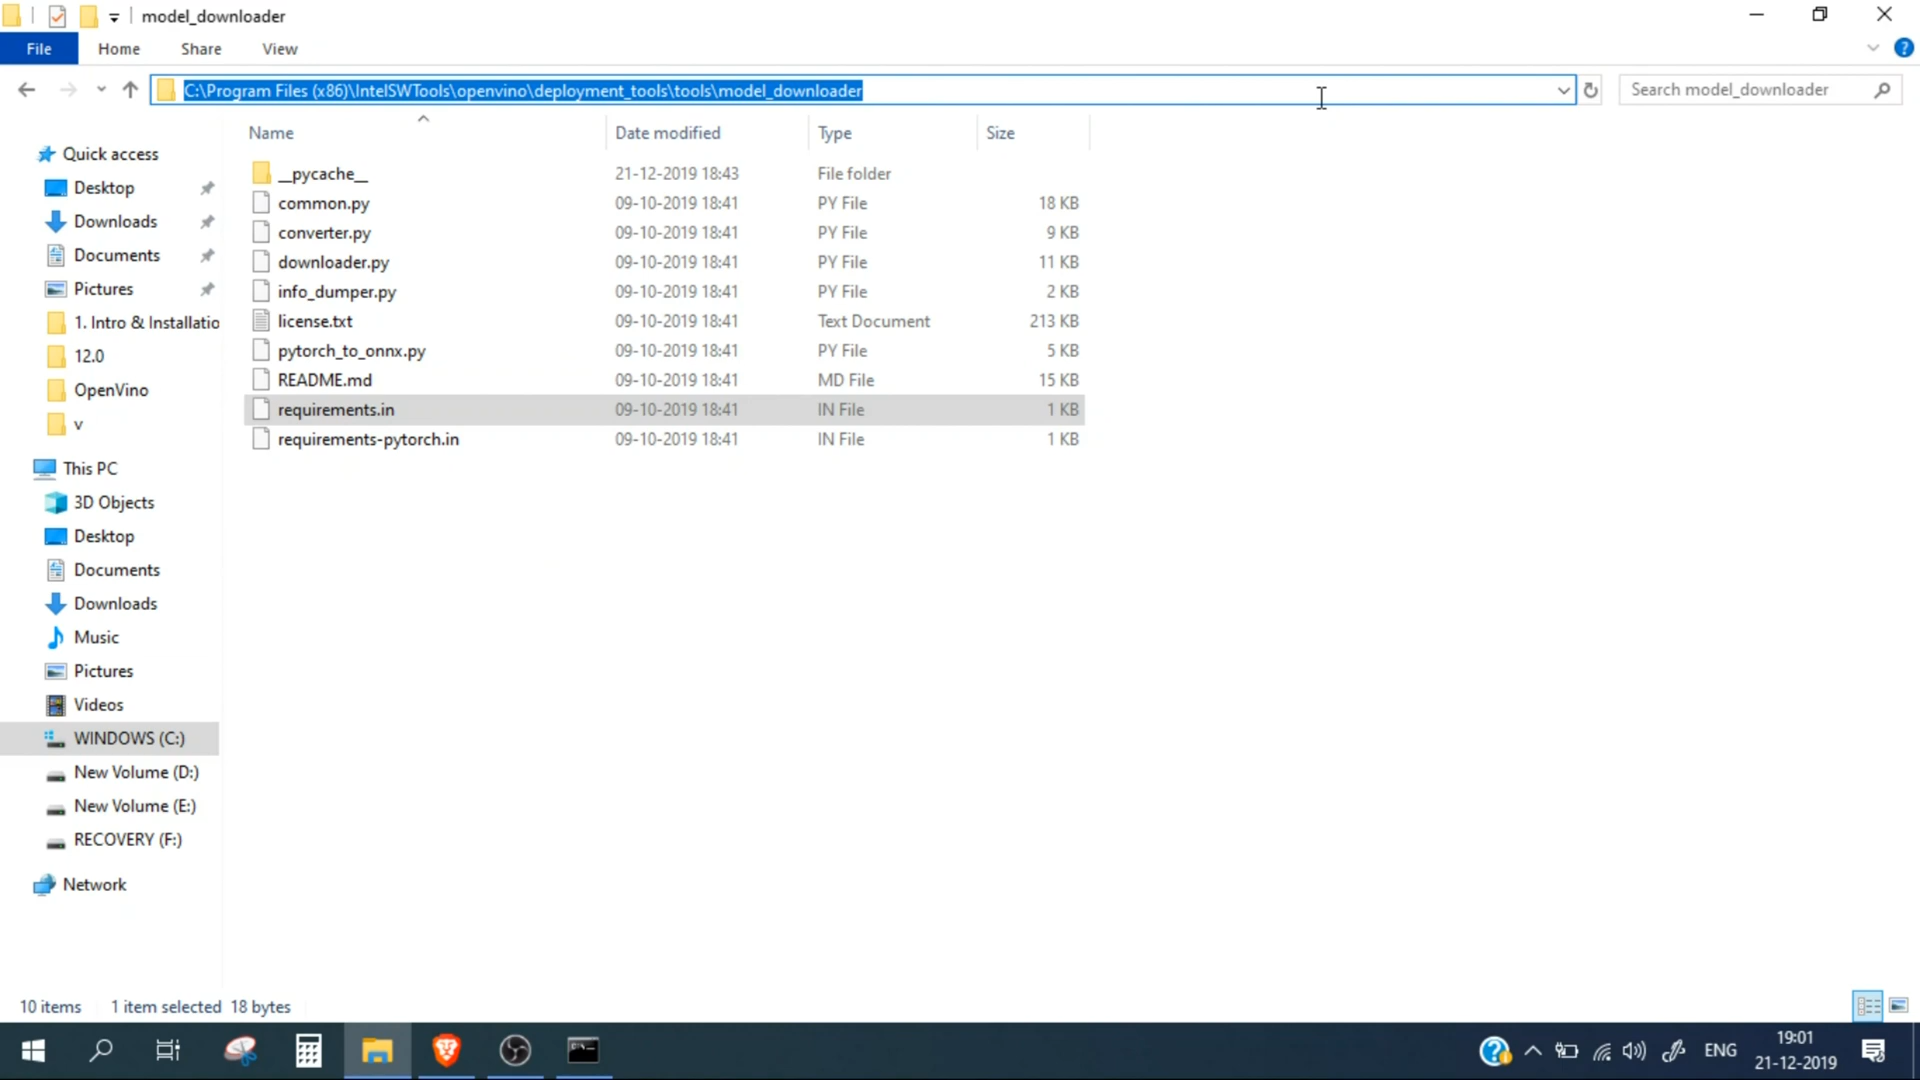 model_downloader
File Home Share View
C:\Program Files (x86)\IntelSWTools\openvino\deployment_tools\tools\model_downloader
Search model_downloader
Name Date modified Type Size
__pycache__ 21-12-2019 18:43 File folder
common.py 09-10-2019 18:41 PY File 18 KB
converter.py 09-10-2019 18:41 PY File 9 KB
downloader.py 09-10-2019 18:41 PY File 11 KB
info_dumper.py 09-10-2019 18:41 PY File 2 KB
license.txt 09-10-2019 18:41 Text Document 213 KB
pytorch_to_onnx.py 09-10-2019 18:41 PY File 5 KB
README.md 09-10-2019 18:41 MD File 15 KB
requirements.in 09-10-2019 18:41 IN File 1 KB
requirements-pytorch.in 09-10-2019 18:41 IN File 1 KB
Quick access
Desktop
Downloads
Documents
Pictures
1. Intro & Installatio
12.0
OpenVino
v
This PC
3D Objects
Desktop
Documents
Downloads
Music
Pictures
Videos
WINDOWS (C:)
New Volume (D:)
New Volume (E:)
RECOVERY (F:)
Network
10 items 1 item selected 18 bytes
ENG
19:01
21-12-2019